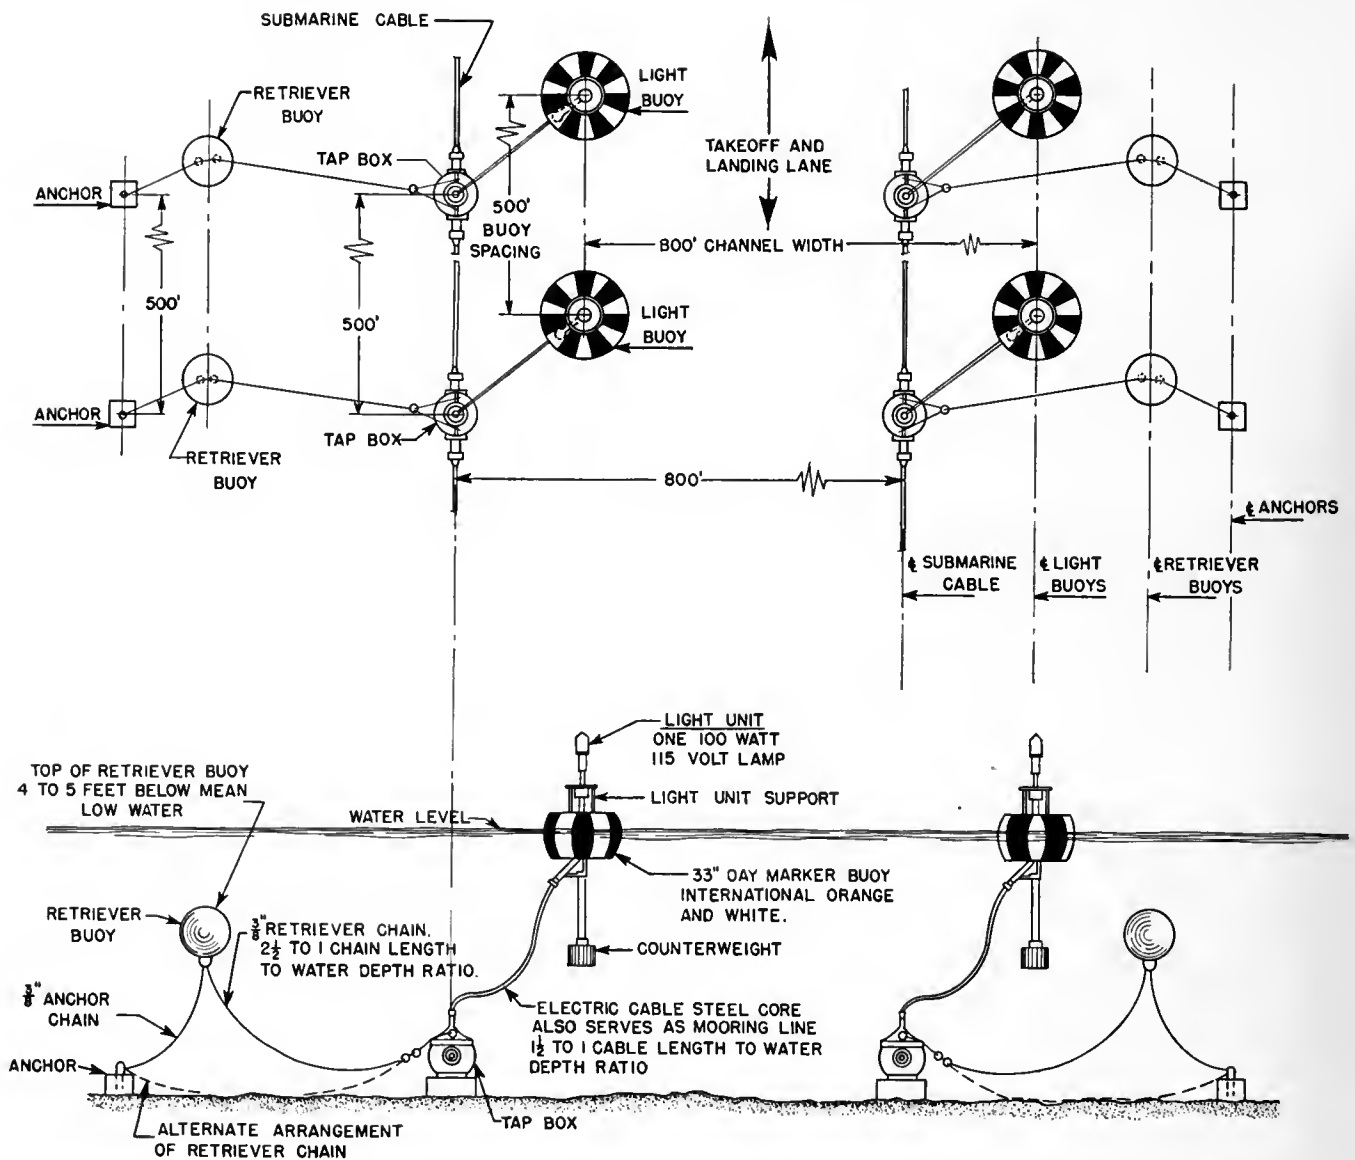 SUBMARINE CABLE
RETRIEVER
BUOY
LIGHT
BUOY
TAP BOX
TAKEOFF AND
LANDING LANE
ANCHOR
500'
BUOY
SPACING
800' CHANNEL WIDTH
500'
500'
LIGHT
BUOY
ANCHOR
TAP BOX
RETRIEVER
BUOY
800'
℄ ANCHORS
℄ SUBMARINE
CABLE
℄ LIGHT
BUOYS
℄ RETRIEVER
BUOYS
LIGHT UNIT
ONE 100 WATT
115 VOLT LAMP
TOP OF RETRIEVER BUOY
4 TO 5 FEET BELOW MEAN
LOW WATER
LIGHT UNIT SUPPORT
WATER LEVEL
33" DAY MARKER BUOY
INTERNATIONAL ORANGE
AND WHITE.
RETRIEVER
BUOY
3/8" RETRIEVER CHAIN.
2½ TO 1 CHAIN LENGTH
TO WATER DEPTH RATIO.
COUNTERWEIGHT
3/8" ANCHOR
CHAIN
ELECTRIC CABLE STEEL CORE
ALSO SERVES AS MOORING LINE
1½ TO 1 CABLE LENGTH TO WATER
DEPTH RATIO
ANCHOR
TAP BOX
ALTERNATE ARRANGEMENT
OF RETRIEVER CHAIN